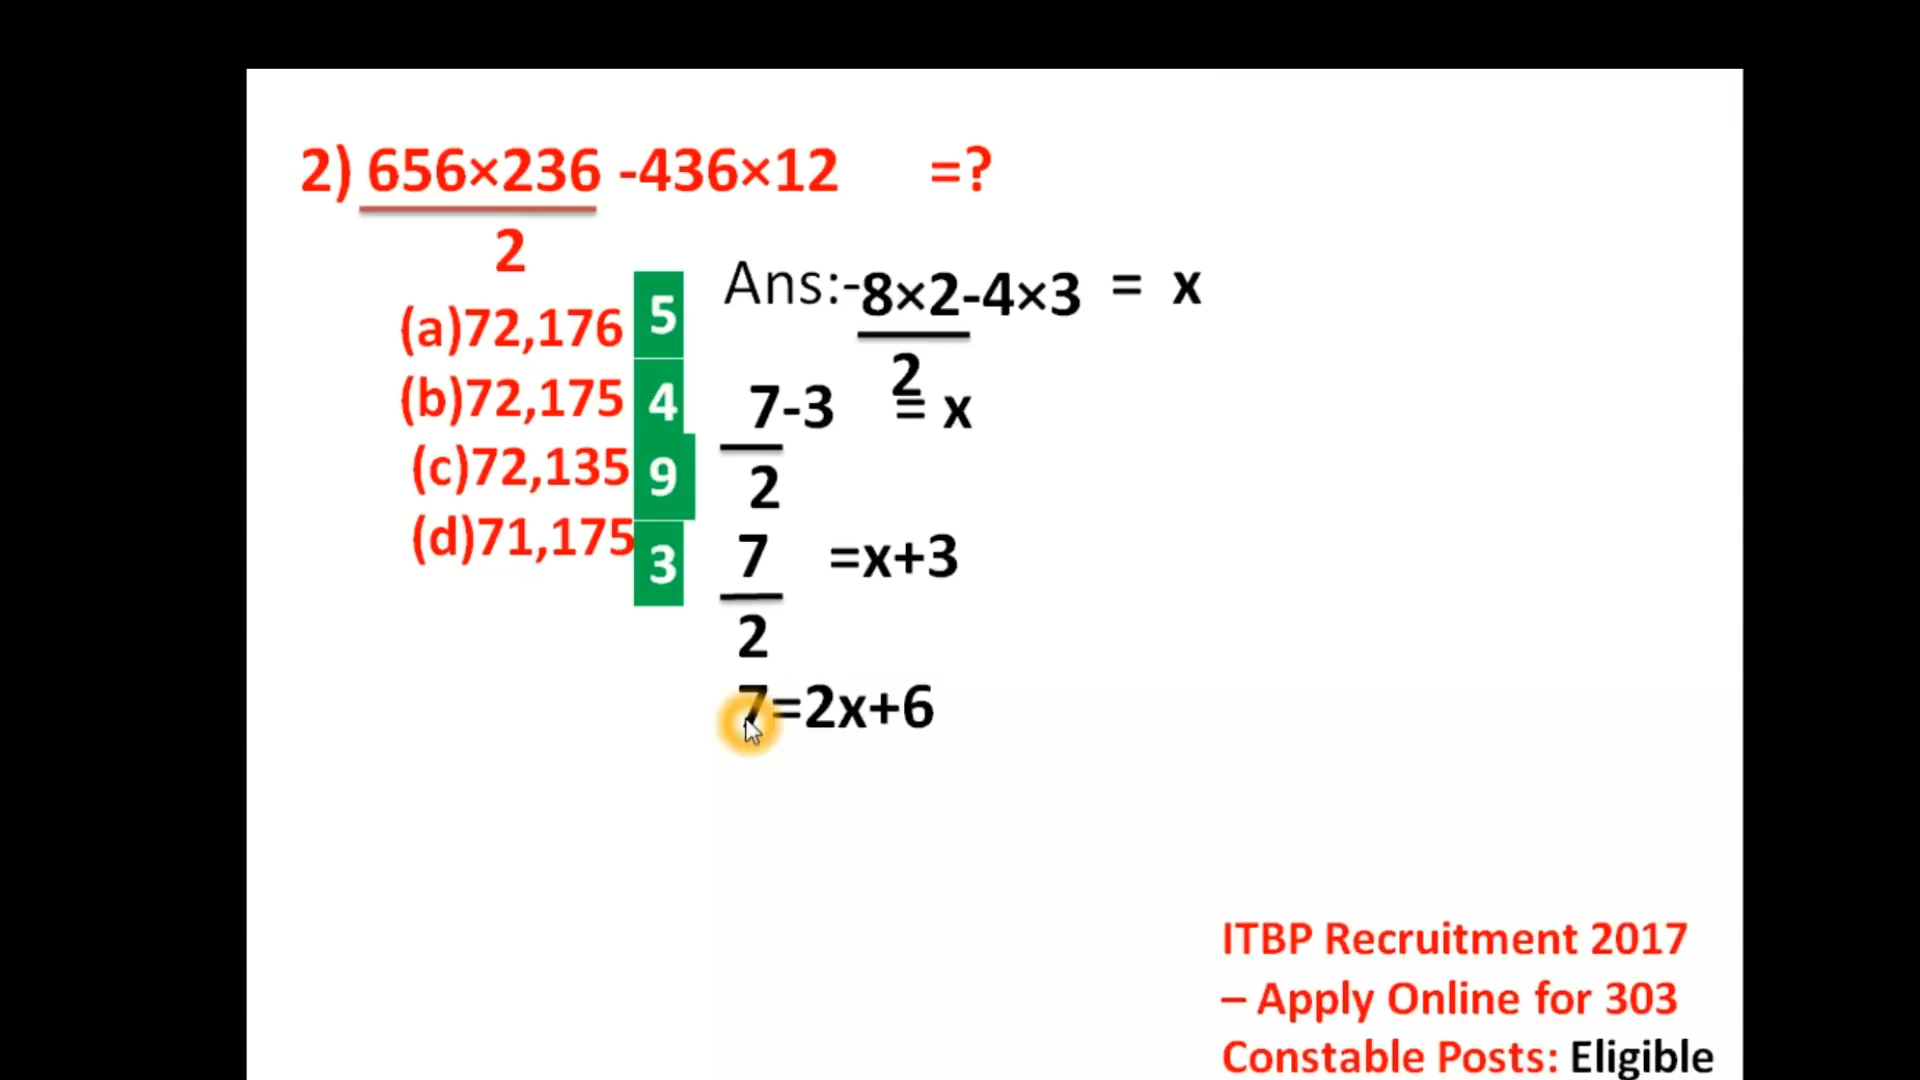 2) 656×236 -436×12 =?
2
Ans:-8×2-4×3 = x
2
(a)72,176 5
(b)72,175 4
(c)72,135 9
(d)71,175 3
7-3 = x
2
7 =x+3
2
7=2x+6
ITBP Recruitment 2017
– Apply Online for 303
Constable Posts: Eligible